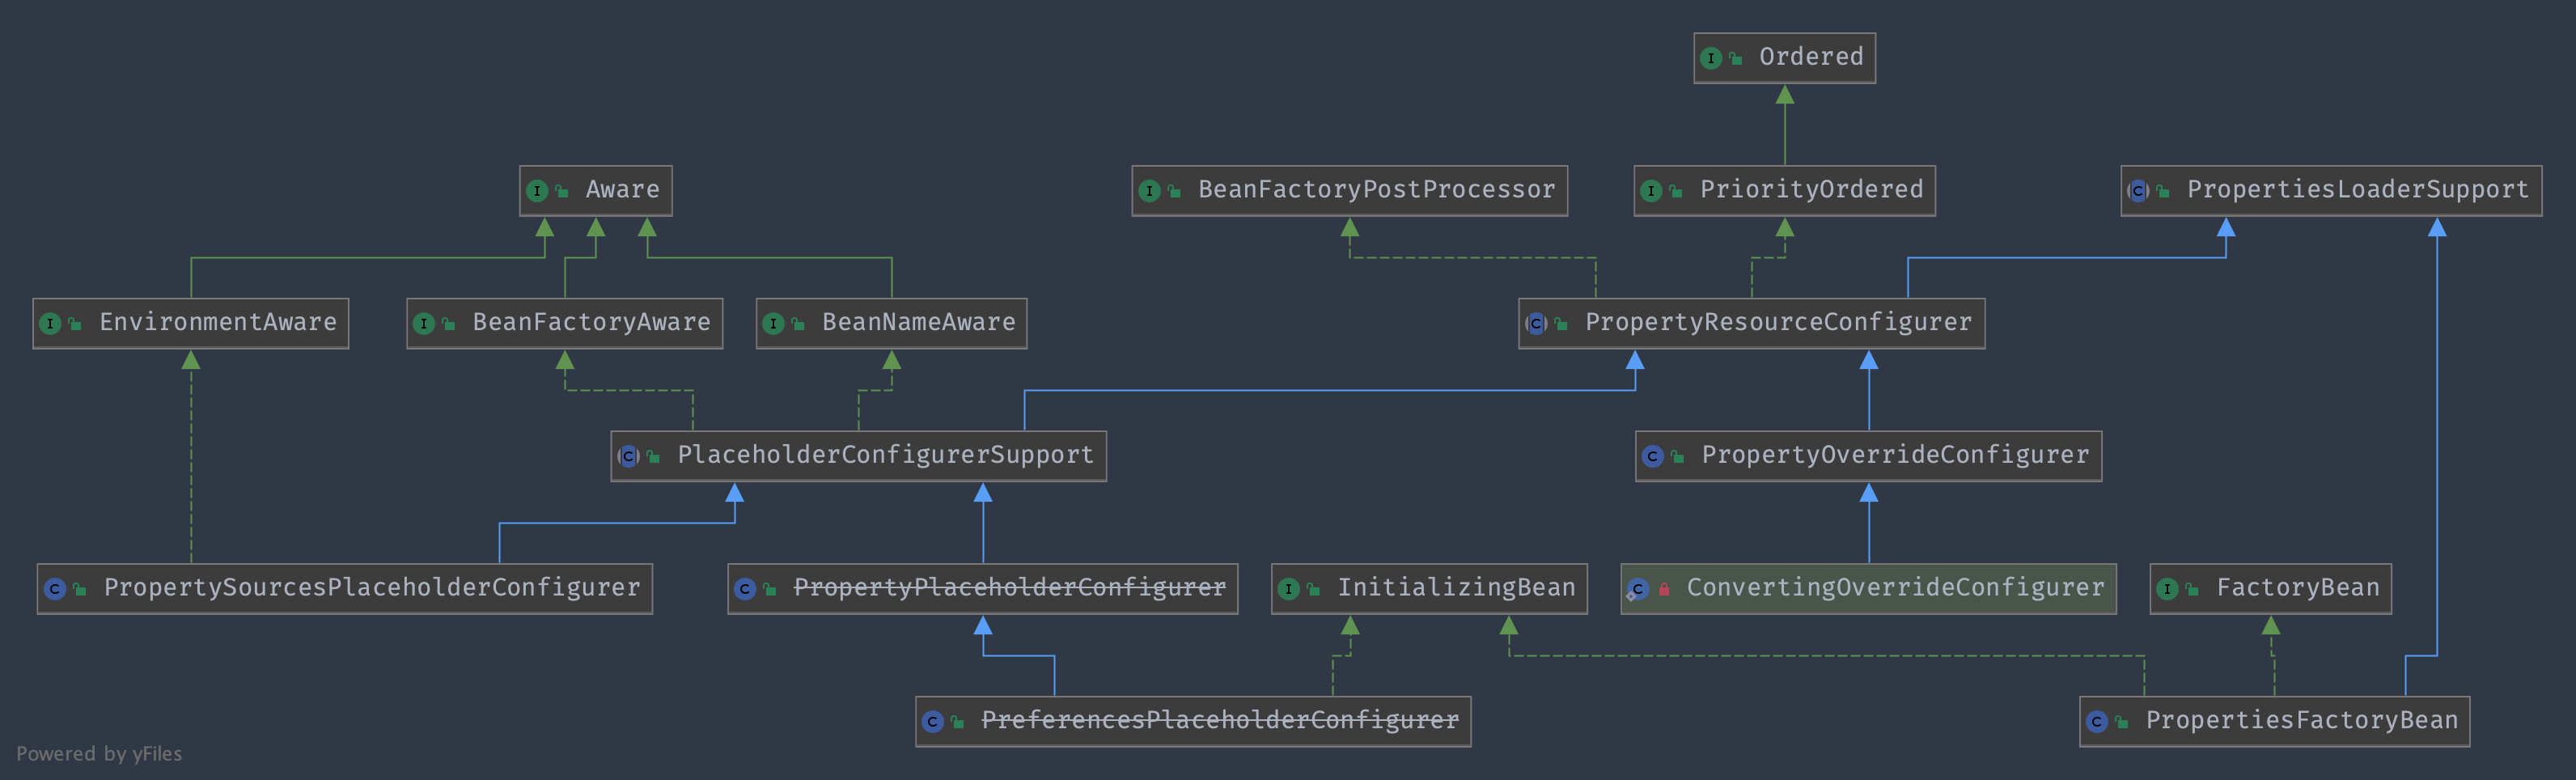 Ordered
Aware
BeanFactoryPostProcessor
PriorityOrdered
PropertiesLoaderSupport
EnvironmentAware
BeanFactoryAware
BeanNameAware
PropertyResourceConfigurer
PlaceholderConfigurerSupport
PropertyOverrideConfigurer
PropertySourcesPlaceholderConfigurer
PropertyPlaceholderConfigurer
InitializingBean
ConvertingOverrideConfigurer
FactoryBean
PreferencesPlaceholderConfigurer
PropertiesFactoryBean
Powered by yFiles